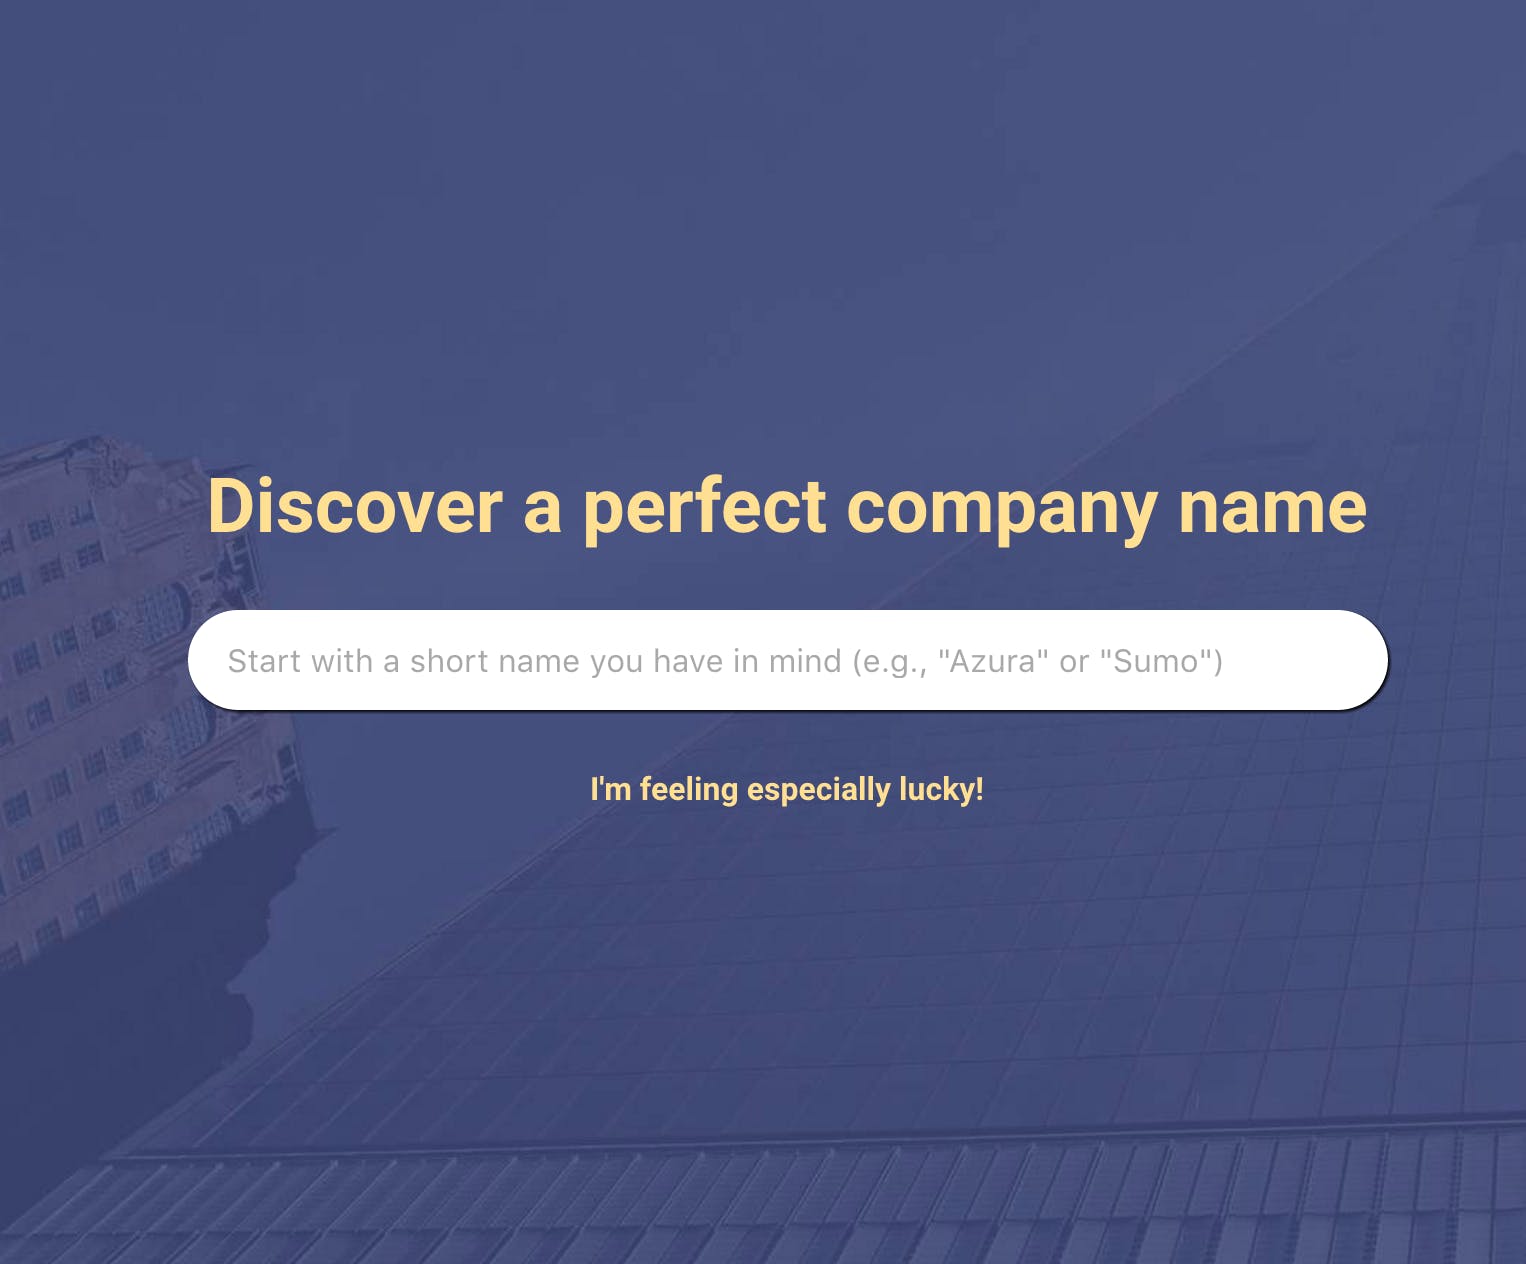 Discover a perfect company name
Start with a short name you have in mind (e.g., "Azura" or "Sumo")
I'm feeling especially lucky!